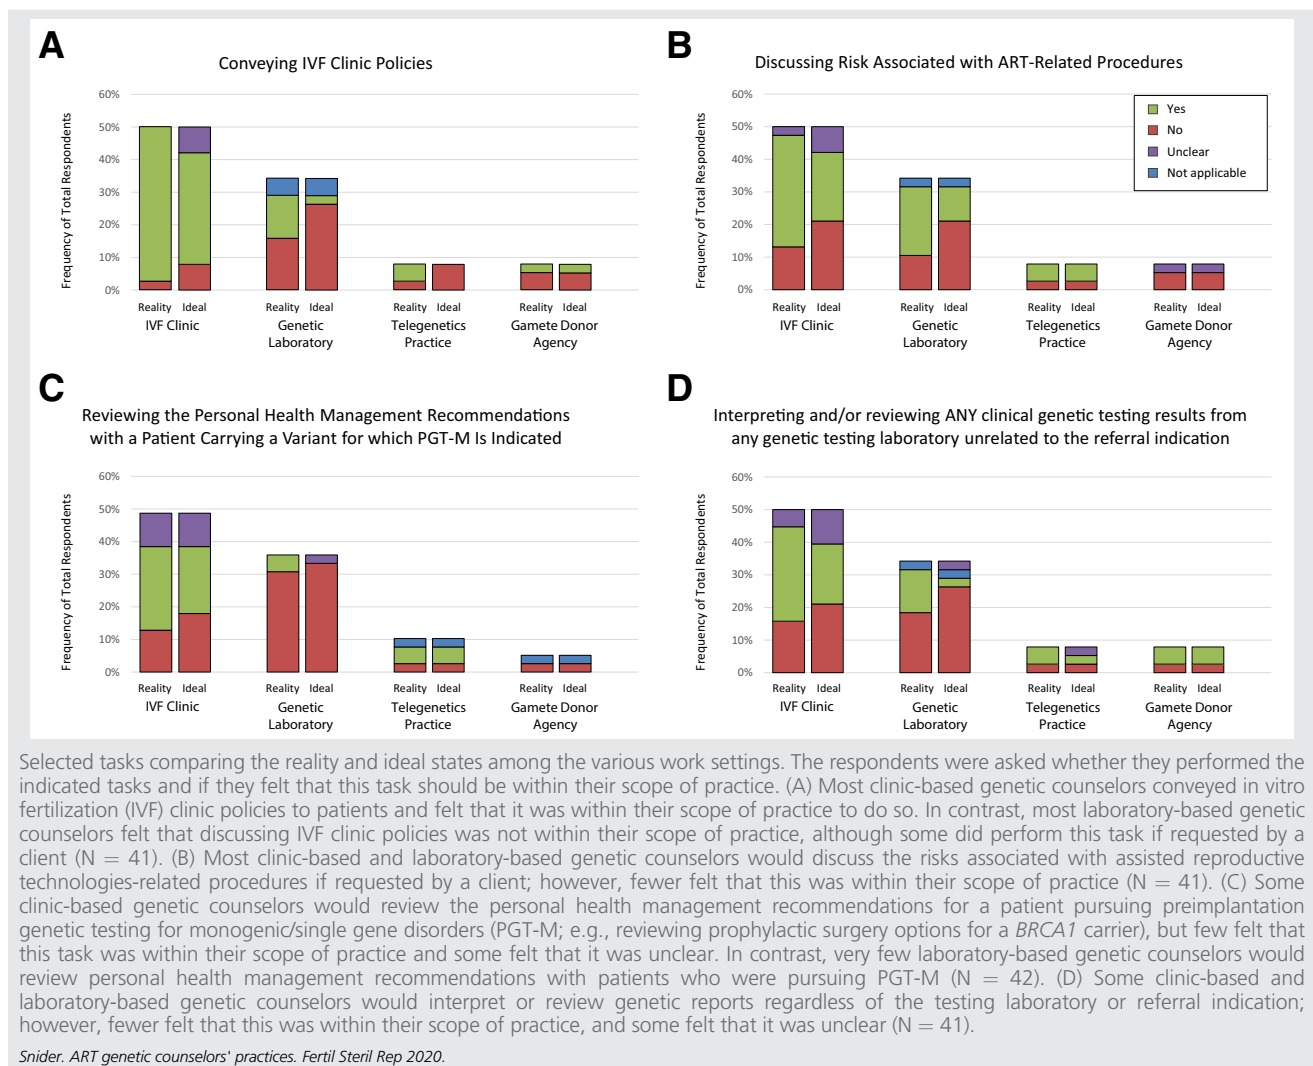 A
Conveying IVF Clinic Policies
Frequency of Total Respondents
60%
50%
40%
30%
20%
10%
0%
Reality Ideal Reality Ideal Reality Ideal Reality Ideal
IVF Clinic Genetic Telegenetics Gamete Donor
Laboratory Practice Agency
B
Discussing Risk Associated with ART-Related Procedures
Frequency of Total Respondents
60%
50%
40%
30%
20%
10%
0%
Yes
No
Unclear
Not applicable
Reality Ideal Reality Ideal Reality Ideal Reality Ideal
IVF Clinic Genetic Telegenetics Gamete Donor
Laboratory Practice Agency
C
Reviewing the Personal Health Management Recommendations
with a Patient Carrying a Variant for which PGT-M Is Indicated
Frequency of Total Respondents
60%
50%
40%
30%
20%
10%
0%
Reality Ideal Reality Ideal Reality Ideal Reality Ideal
IVF Clinic Genetic Telegenetics Gamete Donor
Laboratory Practice Agency
D
Interpreting and/or reviewing ANY clinical genetic testing results from
any genetic testing laboratory unrelated to the referral indication
Frequency of Total Respondents
60%
50%
40%
30%
20%
10%
0%
Reality Ideal Reality Ideal Reality Ideal Reality Ideal
IVF Clinic Genetic Telegenetics Gamete Donor
Laboratory Practice Agency
Selected tasks comparing the reality and ideal states among the various work settings. The respondents were asked whether they performed the
indicated tasks and if they felt that this task should be within their scope of practice. (A) Most clinic-based genetic counselors conveyed in vitro
fertilization (IVF) clinic policies to patients and felt that it was within their scope of practice to do so. In contrast, most laboratory-based genetic
counselors felt that discussing IVF clinic policies was not within their scope of practice, although some did perform this task if requested by a
client (N = 41). (B) Most clinic-based and laboratory-based genetic counselors would discuss the risks associated with assisted reproductive
technologies-related procedures if requested by a client; however, fewer felt that this was within their scope of practice (N = 41). (C) Some
clinic-based genetic counselors would review the personal health management recommendations for a patient pursuing preimplantation
genetic testing for monogenic/single gene disorders (PGT-M; e.g., reviewing prophylactic surgery options for a BRCA1 carrier), but few felt that
this task was within their scope of practice and some felt that it was unclear. In contrast, very few laboratory-based genetic counselors would
review personal health management recommendations with patients who were pursuing PGT-M (N = 42). (D) Some clinic-based and
laboratory-based genetic counselors would interpret or review genetic reports regardless of the testing laboratory or referral indication;
however, fewer felt that this was within their scope of practice, and some felt that it was unclear (N = 41).
Snider. ART genetic counselors' practices. Fertil Steril Rep 2020.